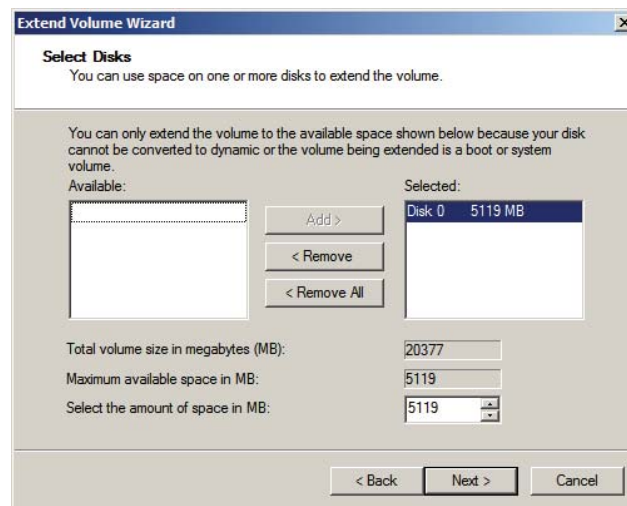 Extend Volume Wizard
Select Disks
You can use space on one or more disks to extend the volume.
You can only extend the volume to the available space shown below because your disk
cannot be converted to dynamic or the volume being extended is a boot or system
volume.
Available:
Selected:
Add >
Disk 0 5119 MB
< Remove
< Remove All
Total volume size in megabytes (MB): 20377
Maximum available space in MB: 5119
Select the amount of space in MB: 5119
< Back Next > Cancel